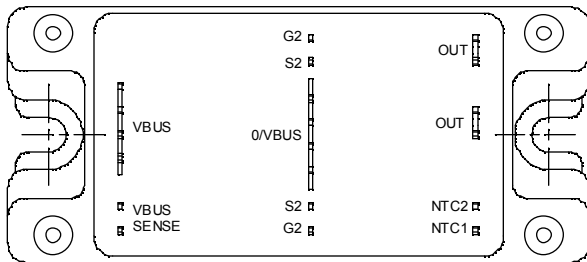 G2
S2
OUT
VBUS
0/VBUS
OUT
VBUS
SENSE
S2
G2
NTC2
NTC1